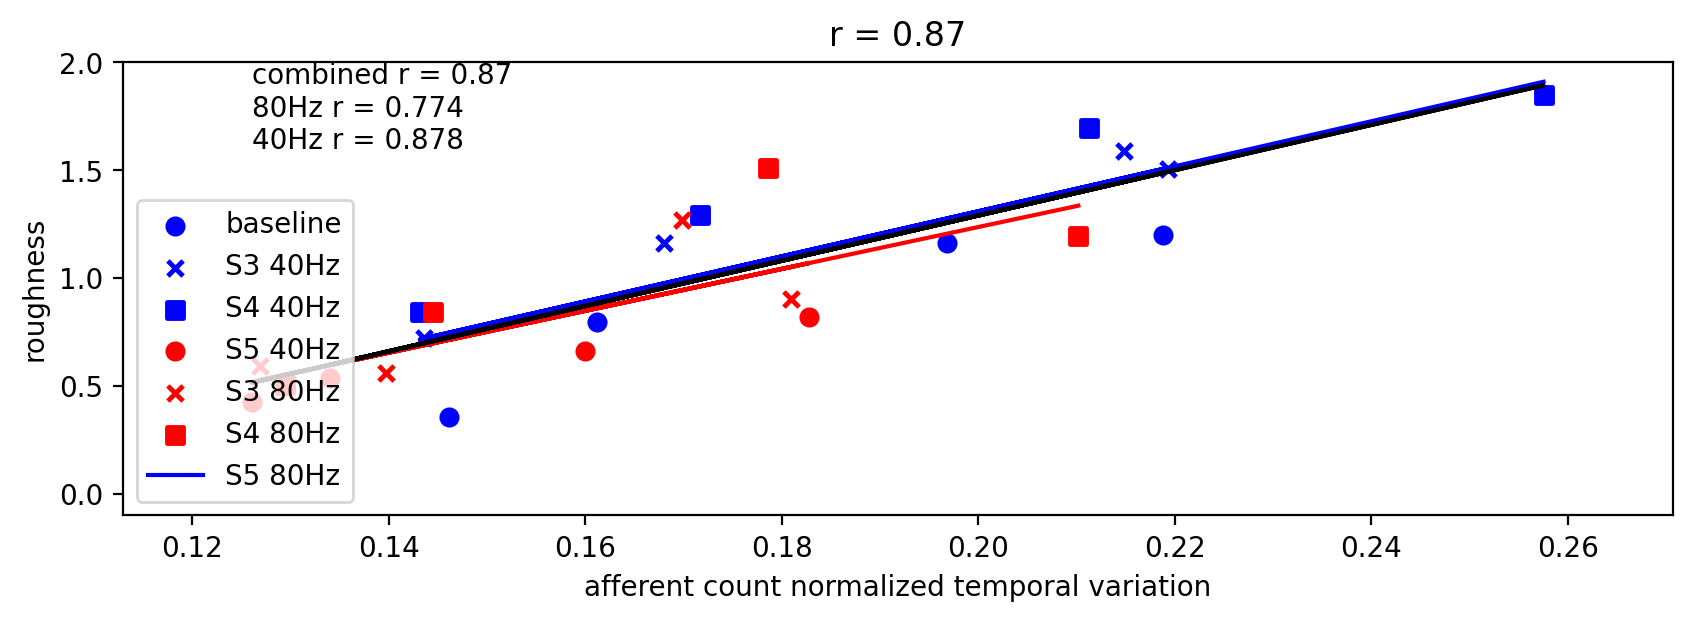 r = 0.87
combined r = 0.87
80Hz r = 0.774
40Hz r = 0.878
2.0
1.5
1.0
0.5
0.0
roughness
baseline
S3 40Hz
S4 40Hz
S5 40Hz
S3 80Hz
S4 80Hz
S5 80Hz
0.12 0.14 0.16 0.18 0.20 0.22 0.24 0.26
afferent count normalized temporal variation